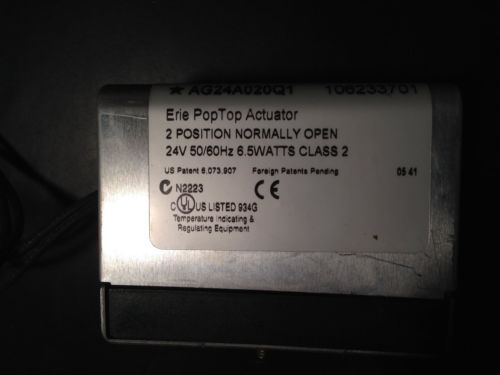 ★ AG24A020Q1 106233701
Erie PopTop Actuator
2 POSITION NORMALLY OPEN
24V 50/60Hz 6.5WATTS CLASS 2
US Patent 6,073,907 Foreign Patents Pending 05 41
N2223 CE
C UL US LISTED 934G
Temperature Indicating &
Regulating Equipment